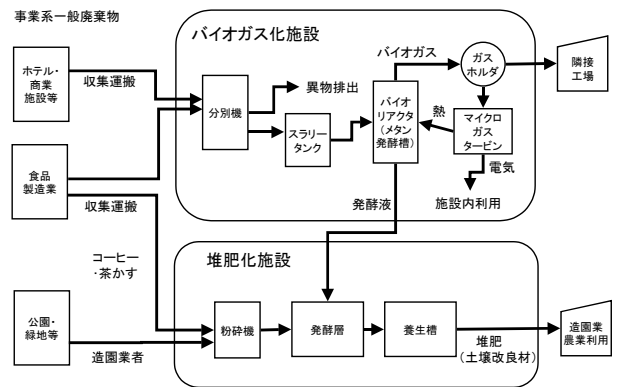 事業系一般廃棄物
バイオガス化施設
ホテル・
商業
施設等
収集運搬
分別機
異物排出
スラリー
タンク
バイオガス
バイオ
リアクタ
(メタン
発酵槽)
ガス
ホルダ
隣接
工場
熱
マイクロ
ガス
タービン
電気
施設内利用
食品
製造業
収集運搬
発酵液
コーヒー
・茶かす
堆肥化施設
公園・
緑地等
造園業者
粉砕機
発酵層
養生槽
堆肥
(土壌改良材)
造園業
農業利用